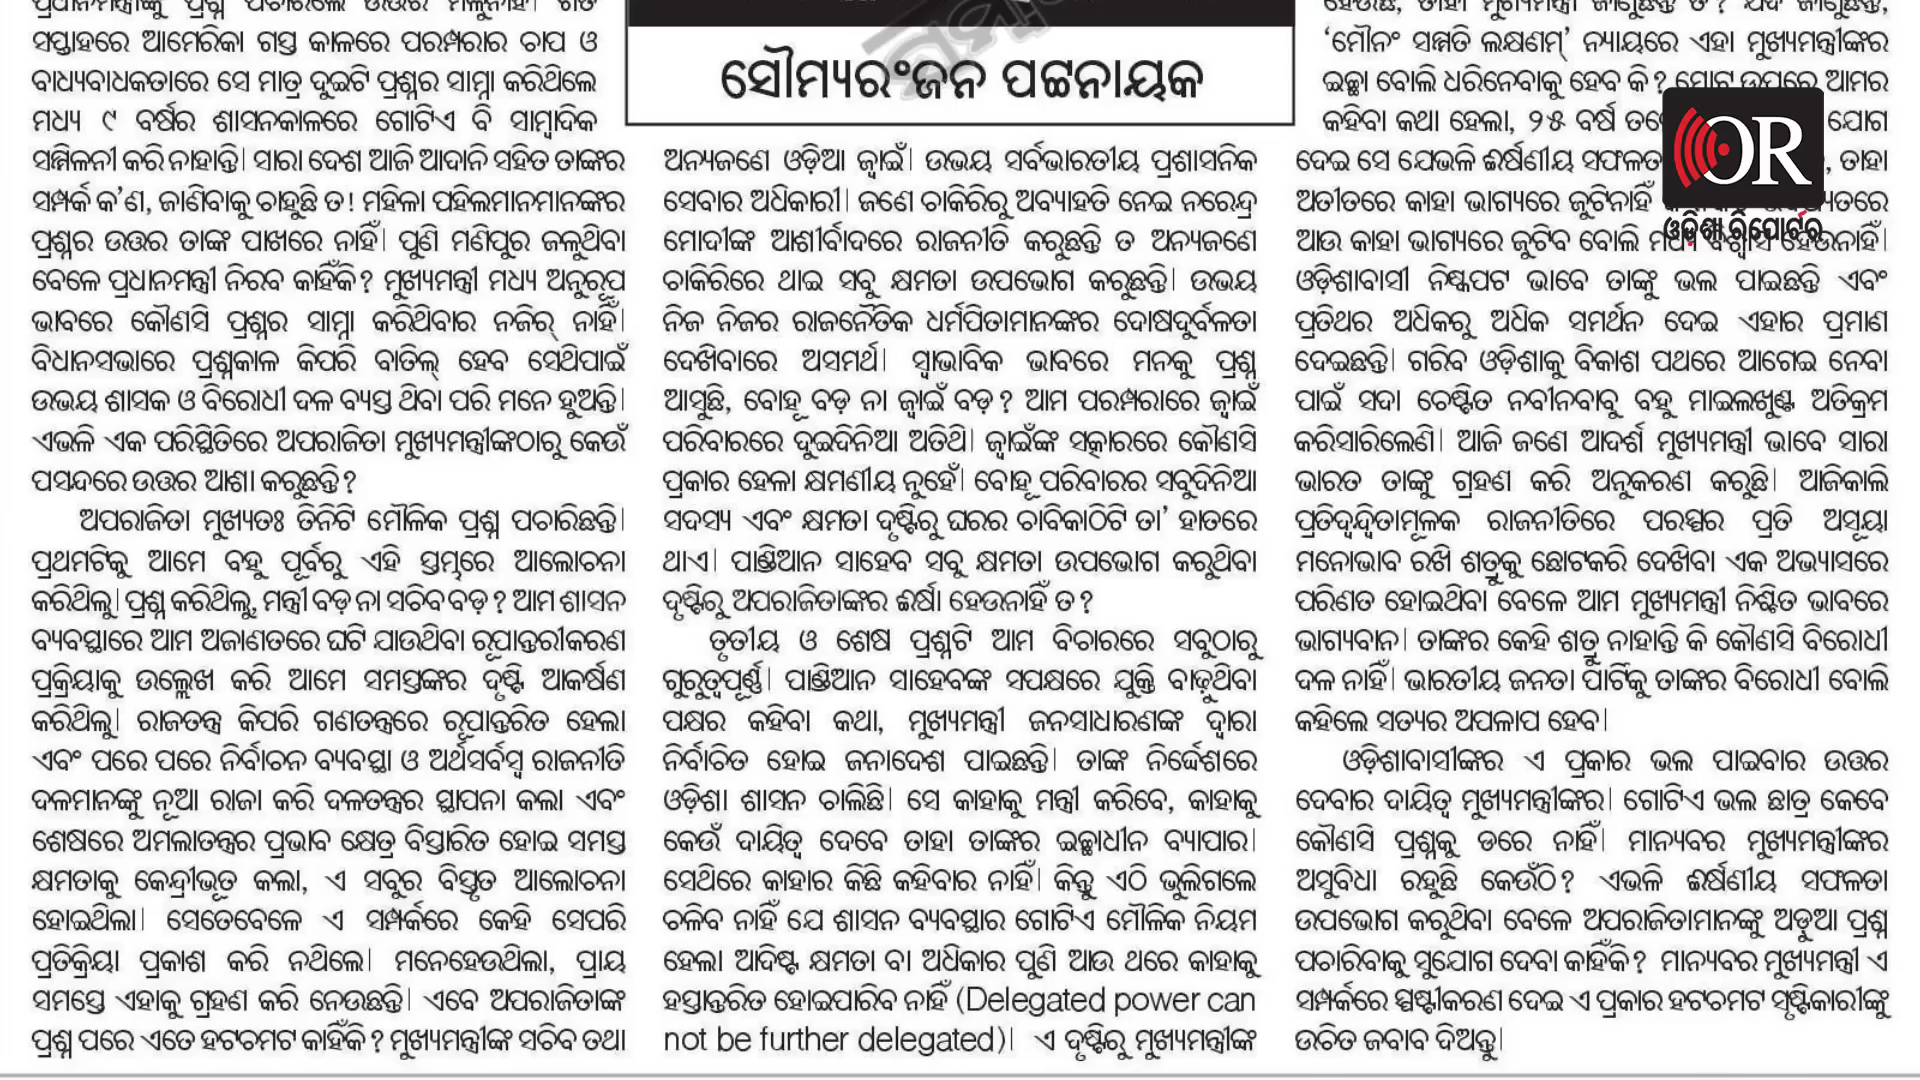 ସପ୍ତାହରେ ଆମେରିକା ଗସ୍ତ କାଳରେ ପରମ୍ପରାର ଚାପ ଓ
ବାଧ୍ୟବାଧକତାରେ ସେ ମାତ୍ର ଦୁଇଟି ପ୍ରଶ୍ନର ସାମ୍ନା କରିଥିଲେ
ମଧ୍ୟ ୯ ବର୍ଷର ଶାସନକାଳରେ ଗୋଟିଏ ବି ସାମ୍ବାଦିକ
ସମ୍ମିଳନୀ କରି ନାହାନ୍ତି। ସାରା ଦେଶ ଆଜି ଆଦାନି ସହିତ ତାଙ୍କର
ସମ୍ପର୍କ କ'ଣ, ଜାଣିବାକୁ ଚାହୁଛି ତ! ମହିଳା ପହିଲମାନମାନଙ୍କର
ପ୍ରଶ୍ନର ଉତ୍ତର ତାଙ୍କ ପାଖରେ ନାହିଁ। ପୁଣି ମଣିପୁର ଜଳୁଥିବା
ବେଳେ ପ୍ରଧାନମନ୍ତ୍ରୀ ନିରବ କାହିଁକି? ମୁଖ୍ୟମନ୍ତ୍ରୀ ମଧ୍ୟ ଅନୁରୂପ
ଭାବରେ କୌଣସି ପ୍ରଶ୍ନର ସାମ୍ନା କରିଥିବାର ନଜିର୍ ନାହିଁ।
ବିଧାନସଭାରେ ପ୍ରଶ୍ନକାଳ କିପରି ବାତିଲ୍ ହେବ ସେଥିପାଇଁ
ଉଭୟ ଶାସକ ଓ ବିରୋଧୀ ଦଳ ବ୍ୟସ୍ତ ଥିବା ପରି ମନେ ହୁଅନ୍ତି।
ଏଭଳି ଏକ ପରିସ୍ଥିତିରେ ଅପରାଜିତା ମୁଖ୍ୟମନ୍ତ୍ରୀଙ୍କଠାରୁ କେଉଁ
ପସନ୍ଦରେ ଉତ୍ତର ଆଶା କରୁଛନ୍ତି?
ଅପରାଜିତା ମୁଖ୍ୟତଃ ତିନିଟି ମୌଳିକ ପ୍ରଶ୍ନ ପଚାରିଛନ୍ତି।
ପ୍ରଥମଟିକୁ ଆମେ ବହୁ ପୂର୍ବରୁ ଏହି ସ୍ତମ୍ଭରେ ଆଲୋଚନା
କରିଥିଲୁ। ପ୍ରଶ୍ନ କରିଥିଲୁ, ମନ୍ତ୍ରୀ ବଡ଼ ନା ସଚିବ ବଡ଼? ଆମ ଶାସନ
ବ୍ୟବସ୍ଥାରେ ଆମ ଅଜାଣତରେ ଘଟି ଯାଉଥିବା ରୂପାନ୍ତରୀକରଣ
ପ୍ରକ୍ରିୟାକୁ ଉଲ୍ଲେଖ କରି ଆମେ ସମସ୍ତଙ୍କର ଦୃଷ୍ଟି ଆକର୍ଷଣ
କରିଥିଲୁ। ରାଜତନ୍ତ୍ର କିପରି ଗଣତନ୍ତ୍ରରେ ରୂପାନ୍ତରିତ ହେଲା
ଏବଂ ପରେ ପରେ ନିର୍ବାଚନ ବ୍ୟବସ୍ଥା ଓ ଅର୍ଥସର୍ବସ୍ୱ ରାଜନୀତି
ଦଳମାନଙ୍କୁ ନୂଆ ରାଜା କରି ଦଳତନ୍ତ୍ରର ସ୍ଥାପନା କଲା ଏବଂ
ଶେଷରେ ଅମଲାତନ୍ତ୍ରର ପ୍ରଭାବ କ୍ଷେତ୍ର ବିସ୍ତାରିତ ହୋଇ ସମସ୍ତ
କ୍ଷମତାକୁ କେନ୍ଦ୍ରୀଭୂତ କଲା, ଏ ସବୁର ବିସ୍ତୃତ ଆଲୋଚନା
ହୋଇଥିଲା। ସେତେବେଳେ ଏ ସମ୍ପର୍କରେ କେହି ସେପରି
ପ୍ରତିକ୍ରିୟା ପ୍ରକାଶ କରି ନଥିଲେ। ମନେହେଉଥିଲା, ପ୍ରାୟ
ସମସ୍ତେ ଏହାକୁ ଗ୍ରହଣ କରି ନେଉଛନ୍ତି। ଏବେ ଅପରାଜିତାଙ୍କ
ପ୍ରଶ୍ନ ପରେ ଏତେ ହଟଚମଟ କାହିଁକି? ମୁଖ୍ୟମନ୍ତ୍ରୀଙ୍କ ସଚିବ ତଥା
ସୌମ୍ୟରଂଜନ ପଟ୍ଟନାୟକ
ଅନ୍ୟଜଣେ ଓଡ଼ିଆ ଜ୍ୱାଇଁ। ଉଭୟ ସର୍ବଭାରତୀୟ ପ୍ରଶାସନିକ
ସେବାର ଅଧିକାରୀ। ଜଣେ ଚାକିରିରୁ ଅବ୍ୟାହତି ନେଇ ନରେନ୍ଦ୍ର
ମୋଦୀଙ୍କ ଆଶୀର୍ବାଦରେ ରାଜନୀତି କରୁଛନ୍ତି ତ ଅନ୍ୟଜଣେ
ଚାକିରିରେ ଥାଇ ସବୁ କ୍ଷମତା ଉପଭୋଗ କରୁଛନ୍ତି। ଉଭୟ
ନିଜ ନିଜର ରାଜନୈତିକ ଧର୍ମପିତାମାନଙ୍କର ଦୋଷଦୁର୍ବଳତା
ଦେଖିବାରେ ଅସମର୍ଥ। ସ୍ୱାଭାବିକ ଭାବରେ ମନକୁ ପ୍ରଶ୍ନ
ଆସୁଛି, ବୋହୂ ବଡ଼ ନା ଜ୍ୱାଇଁ ବଡ଼? ଆମ ପରମ୍ପରାରେ ଜ୍ୱାଇଁ
ପରିବାରରେ ଦୁଇଦିନିଆ ଅତିଥି। ଜ୍ୱାଇଁଙ୍କ ସତ୍କାରରେ କୌଣସି
ପ୍ରକାର ହେଳା କ୍ଷମଣୀୟ ନୁହେଁ। ବୋହୂ ପରିବାରର ସବୁଦିନିଆ
ସଦସ୍ୟ ଏବଂ କ୍ଷମତା ଦୃଷ୍ଟିରୁ ଘରର ଚାବିକାଠିଟି ତା' ହାତରେ
ଥାଏ। ପାଣ୍ଡିଆନ ସାହେବ ସବୁ କ୍ଷମତା ଉପଭୋଗ କରୁଥିବା
ଦୃଷ୍ଟିରୁ ଅପରାଜିତାଙ୍କର ଈର୍ଷା ହେଉନାହିଁ ତ?
ତୃତୀୟ ଓ ଶେଷ ପ୍ରଶ୍ନଟି ଆମ ବିଚାରରେ ସବୁଠାରୁ
ଗୁରୁତ୍ୱପୂର୍ଣ୍ଣ। ପାଣ୍ଡିଆନ ସାହେବଙ୍କ ସପକ୍ଷରେ ଯୁକ୍ତି ବାଢ଼ୁଥିବା
ପକ୍ଷର କହିବା କଥା, ମୁଖ୍ୟମନ୍ତ୍ରୀ ଜନସାଧାରଣଙ୍କ ଦ୍ୱାରା
ନିର୍ବାଚିତ ହୋଇ ଜନାଦେଶ ପାଇଛନ୍ତି। ତାଙ୍କ ନିର୍ଦ୍ଦେଶରେ
ଓଡ଼ିଶା ଶାସନ ଚାଲିଛି। ସେ କାହାକୁ ମନ୍ତ୍ରୀ କରିବେ, କାହାକୁ
କେଉଁ ଦାୟିତ୍ୱ ଦେବେ ତାହା ତାଙ୍କର ଇଚ୍ଛାଧୀନ ବ୍ୟାପାର।
ସେଥିରେ କାହାର କିଛି କହିବାର ନାହିଁ। କିନ୍ତୁ ଏଠି ଭୁଲିଗଲେ
ଚଳିବ ନାହିଁ ଯେ ଶାସନ ବ୍ୟବସ୍ଥାର ଗୋଟିଏ ମୌଳିକ ନିୟମ
ହେଲା ଆଦିଷ୍ଟ କ୍ଷମତା ବା ଅଧିକାର ପୁଣି ଆଉ ଥରେ କାହାକୁ
ହସ୍ତାନ୍ତରିତ ହୋଇପାରିବ ନାହିଁ (Delegated power can
not be further delegated)। ଏ ଦୃଷ୍ଟିରୁ ମୁଖ୍ୟମନ୍ତ୍ରୀଙ୍କ
'ମୌନଂ ସମ୍ମତି ଲକ୍ଷଣମ୍' ନ୍ୟାୟରେ ଏହା ମୁଖ୍ୟମନ୍ତ୍ରୀଙ୍କର
ଇଚ୍ଛା ବୋଲି ଧରିନେବାକୁ ହେବ କି? ମୋଟ ଉପରେ ଆମର
କହିବା କଥା ହେଲା, ୨୫ ବର୍ଷ ଯୋଗ
ଦେଇ ସେ ଯେଭଳି ଈର୍ଷଣୀୟ ତାହା
ଅତୀତରେ କାହା ଭାଗ୍ୟରେ ଜୁଟିନାହିଁ
ଆଉ କାହା ଭାଗ୍ୟରେ ଜୁଟିବ ବୋଲି ମଧ୍ୟ ବିଶ୍ୱାସ ହେଉନାହିଁ।
ଓଡ଼ିଶାବାସୀ ନିଷ୍କପଟ ଭାବେ ତାଙ୍କୁ ଭଲ ପାଇଛନ୍ତି ଏବଂ
ପ୍ରତିଥର ଅଧିକରୁ ଅଧିକ ସମର୍ଥନ ଦେଇ ଏହାର ପ୍ରମାଣ
ଦେଇଛନ୍ତି। ଗରିବ ଓଡ଼ିଶାକୁ ବିକାଶ ପଥରେ ଆଗେଇ ନେବା
ପାଇଁ ସଦା ଚେଷ୍ଟିତ ନବୀନବାବୁ ବହୁ ମାଇଲଖୁଣ୍ଟ ଅତିକ୍ରମ
କରିସାରିଲେଣି। ଆଜି ଜଣେ ଆଦର୍ଶ ମୁଖ୍ୟମନ୍ତ୍ରୀ ଭାବେ ସାରା
ଭାରତ ତାଙ୍କୁ ଗ୍ରହଣ କରି ଅନୁକରଣ କରୁଛି। ଆଜିକାଲି
ପ୍ରତିଦ୍ୱନ୍ଦ୍ୱିତାମୂଳକ ରାଜନୀତିରେ ପରସ୍ପର ପ୍ରତି ଅସୂୟା
ମନୋଭାବ ରଖି ଶତ୍ରୁକୁ ଛୋଟକରି ଦେଖିବା ଏକ ଅଭ୍ୟାସରେ
ପରିଣତ ହୋଇଥିବା ବେଳେ ଆମ ମୁଖ୍ୟମନ୍ତ୍ରୀ ନିଶ୍ଚିତ ଭାବରେ
ଭାଗ୍ୟବାନ। ତାଙ୍କର କେହି ଶତ୍ରୁ ନାହାନ୍ତି କି କୌଣସି ବିରୋଧୀ
ଦଳ ନାହିଁ। ଭାରତୀୟ ଜନତା ପାର୍ଟିକୁ ତାଙ୍କର ବିରୋଧୀ ବୋଲି
କହିଲେ ସତ୍ୟର ଅପଳାପ ହେବ।
ଓଡ଼ିଶାବାସୀଙ୍କର ଏ ପ୍ରକାର ଭଲ ପାଇବାର ଉତ୍ତର
ଦେବାର ଦାୟିତ୍ୱ ମୁଖ୍ୟମନ୍ତ୍ରୀଙ୍କର। ଗୋଟିଏ ଭଲ ଛାତ୍ର କେବେ
କୌଣସି ପ୍ରଶ୍ନକୁ ଡରେ ନାହିଁ। ମାନ୍ୟବର ମୁଖ୍ୟମନ୍ତ୍ରୀଙ୍କର
ଅସୁବିଧା ରହୁଛି କେଉଁଠି? ଏଭଳି ଈର୍ଷଣୀୟ ସଫଳତା
ଉପଭୋଗ କରୁଥିବା ବେଳେ ଅପରାଜିତାମାନଙ୍କୁ ଅଡୁଆ ପ୍ରଶ୍ନ
ପଚାରିବାକୁ ସୁଯୋଗ ଦେବା କାହିଁକି? ମାନ୍ୟବର ମୁଖ୍ୟମନ୍ତ୍ରୀ ଏ
ସମ୍ପର୍କରେ ସ୍ପଷ୍ଟୀକରଣ ଦେଇ ଏ ପ୍ରକାର ହଟଚମଟ ସୃଷ୍ଟିକାରୀଙ୍କୁ
ଉଚିତ ଜବାବ ଦିଅନ୍ତୁ।
OR
ଓଡ଼ିଶା ରିପୋର୍ଟର